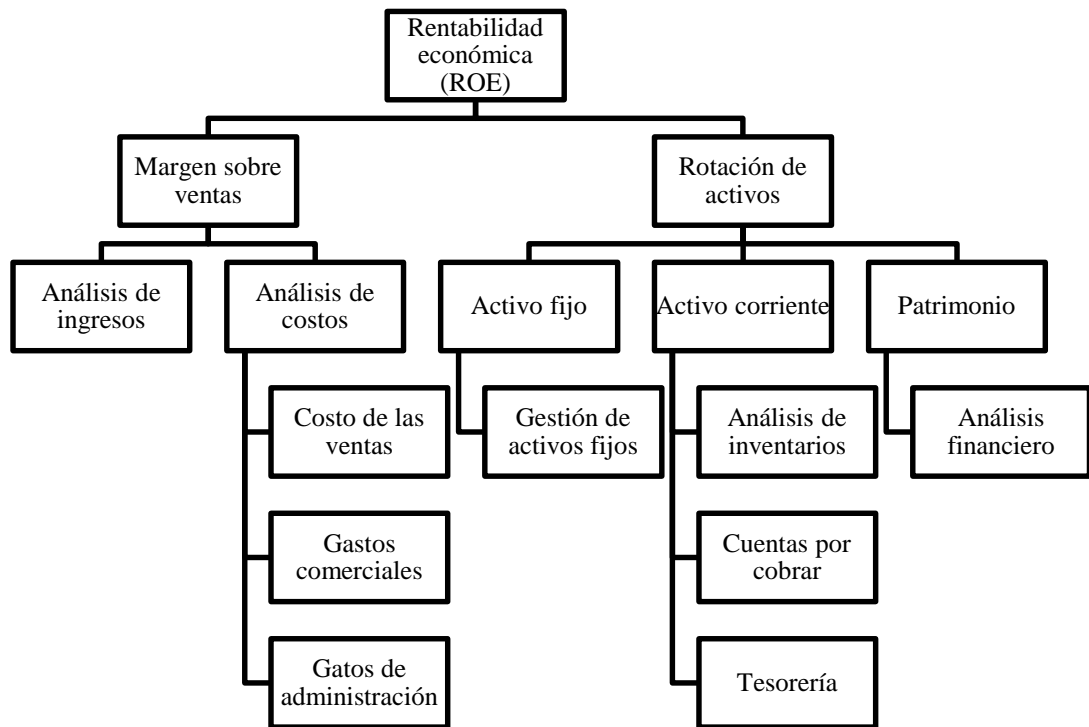 Rentabilidad
económica
(ROE)
Margen sobre
ventas
Rotación de
activos
Análisis de
ingresos
Análisis de
costos
Activo fijo
Activo corriente
Patrimonio
Costo de las
ventas
Gestión de
activos fijos
Análisis de
inventarios
Análisis
financiero
Gastos
comerciales
Cuentas por
cobrar
Gatos de
administración
Tesorería